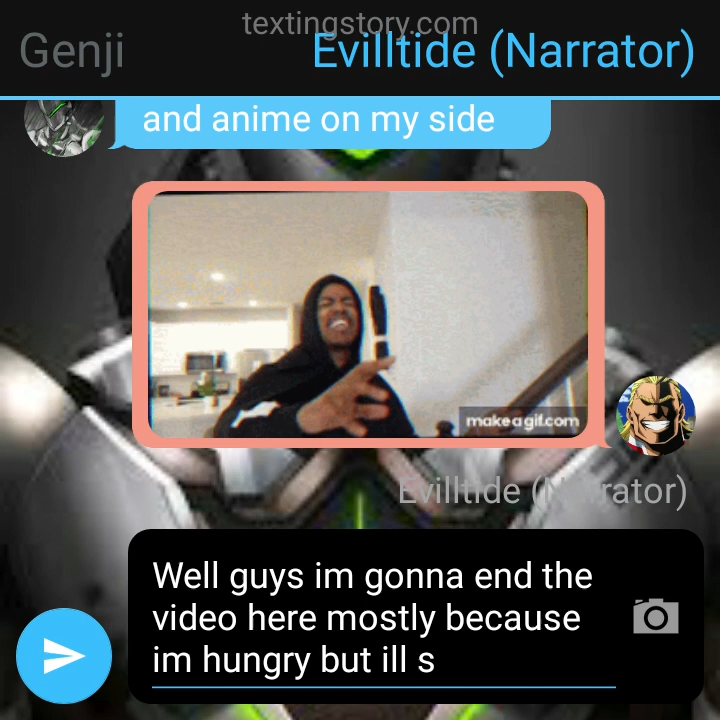 textingstory.com
Genji
Evilltide (Narrator)
and anime on my side
makeagif.com
Evilltide (Narrator)
Well guys im gonna end the
video here mostly because
im hungry but ill s